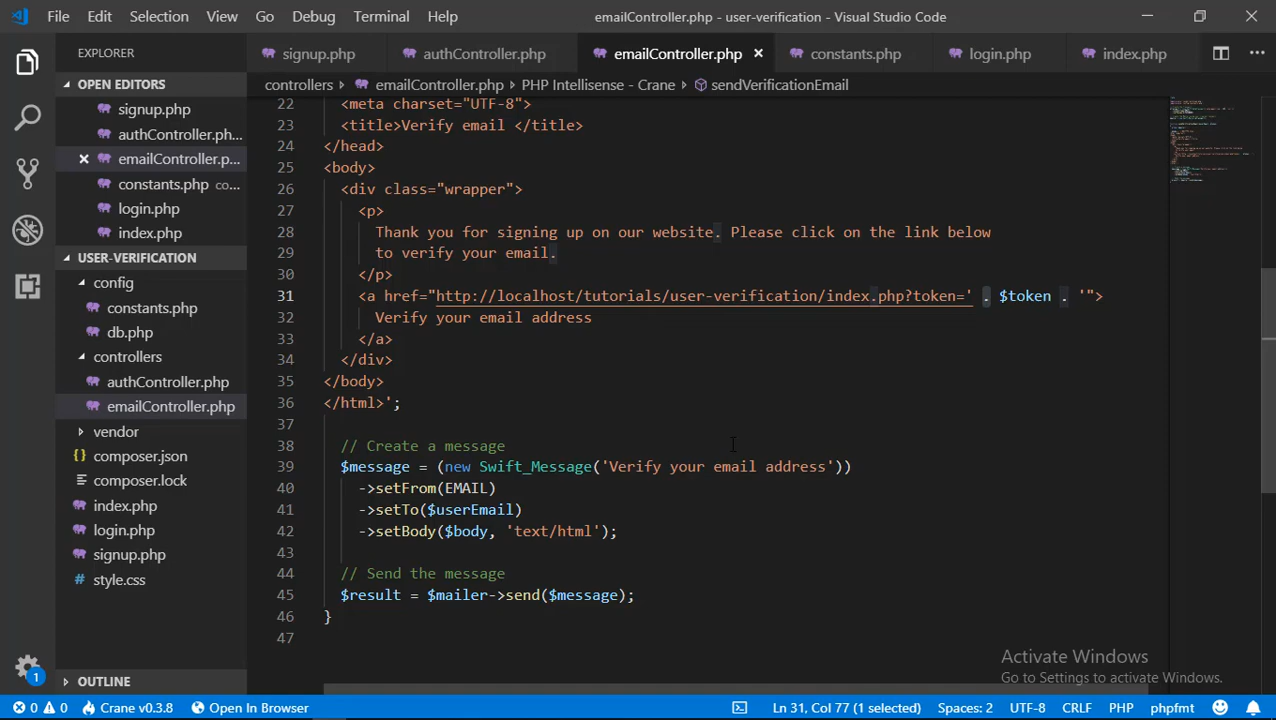 File Edit Selection View Go Debug Terminal Help
emailController.php - user-verification - Visual Studio Code
EXPLORER
signup.php authController.php emailController.php constants.php login.php index.php
OPEN EDITORS
controllers emailController.php PHP Intellisense - Crane sendVerificationEmail
signup.php
authController.ph...
emailController.p...
constants.php co...
login.php
index.php
USER-VERIFICATION
config
constants.php
db.php
controllers
authController.php
emailController.php
vendor
composer.json
composer.lock
index.php
login.php
signup.php
style.css
OUTLINE
22 <meta charset="UTF-8">
23 <title>Verify email </title>
24 </head>
25 <body>
26 <div class="wrapper">
27 <p>
28 Thank you for signing up on our website. Please click on the link below
29 to verify your email.
30 </p>
31 <a href="http://localhost/tutorials/user-verification/index.php?token=' . $token . '">
32 Verify your email address
33 </a>
34 </div>
35 </body>
36 </html>';
37
38 // Create a message
39 $message = (new Swift_Message('Verify your email address'))
40 ->setFrom(EMAIL)
41 ->setTo($userEmail)
42 ->setBody($body, 'text/html');
43
44 // Send the message
45 $result = $mailer->send($message);
46 }
47
Activate Windows
Go to Settings to activate Windows.
1
0 0 Crane v0.3.8 Open In Browser Ln 31, Col 77 (1 selected) Spaces: 2 UTF-8 CRLF PHP phpfmt